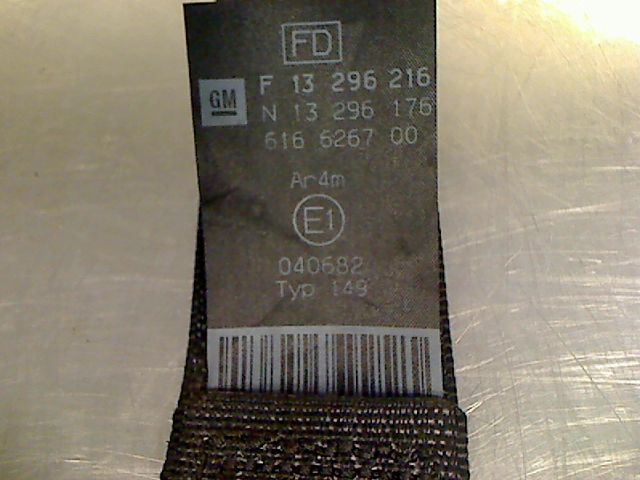 FD
GM
F 13 296 216
N 13 296 176
616 6267 00
Ar4m
E1
040682
Typ 149